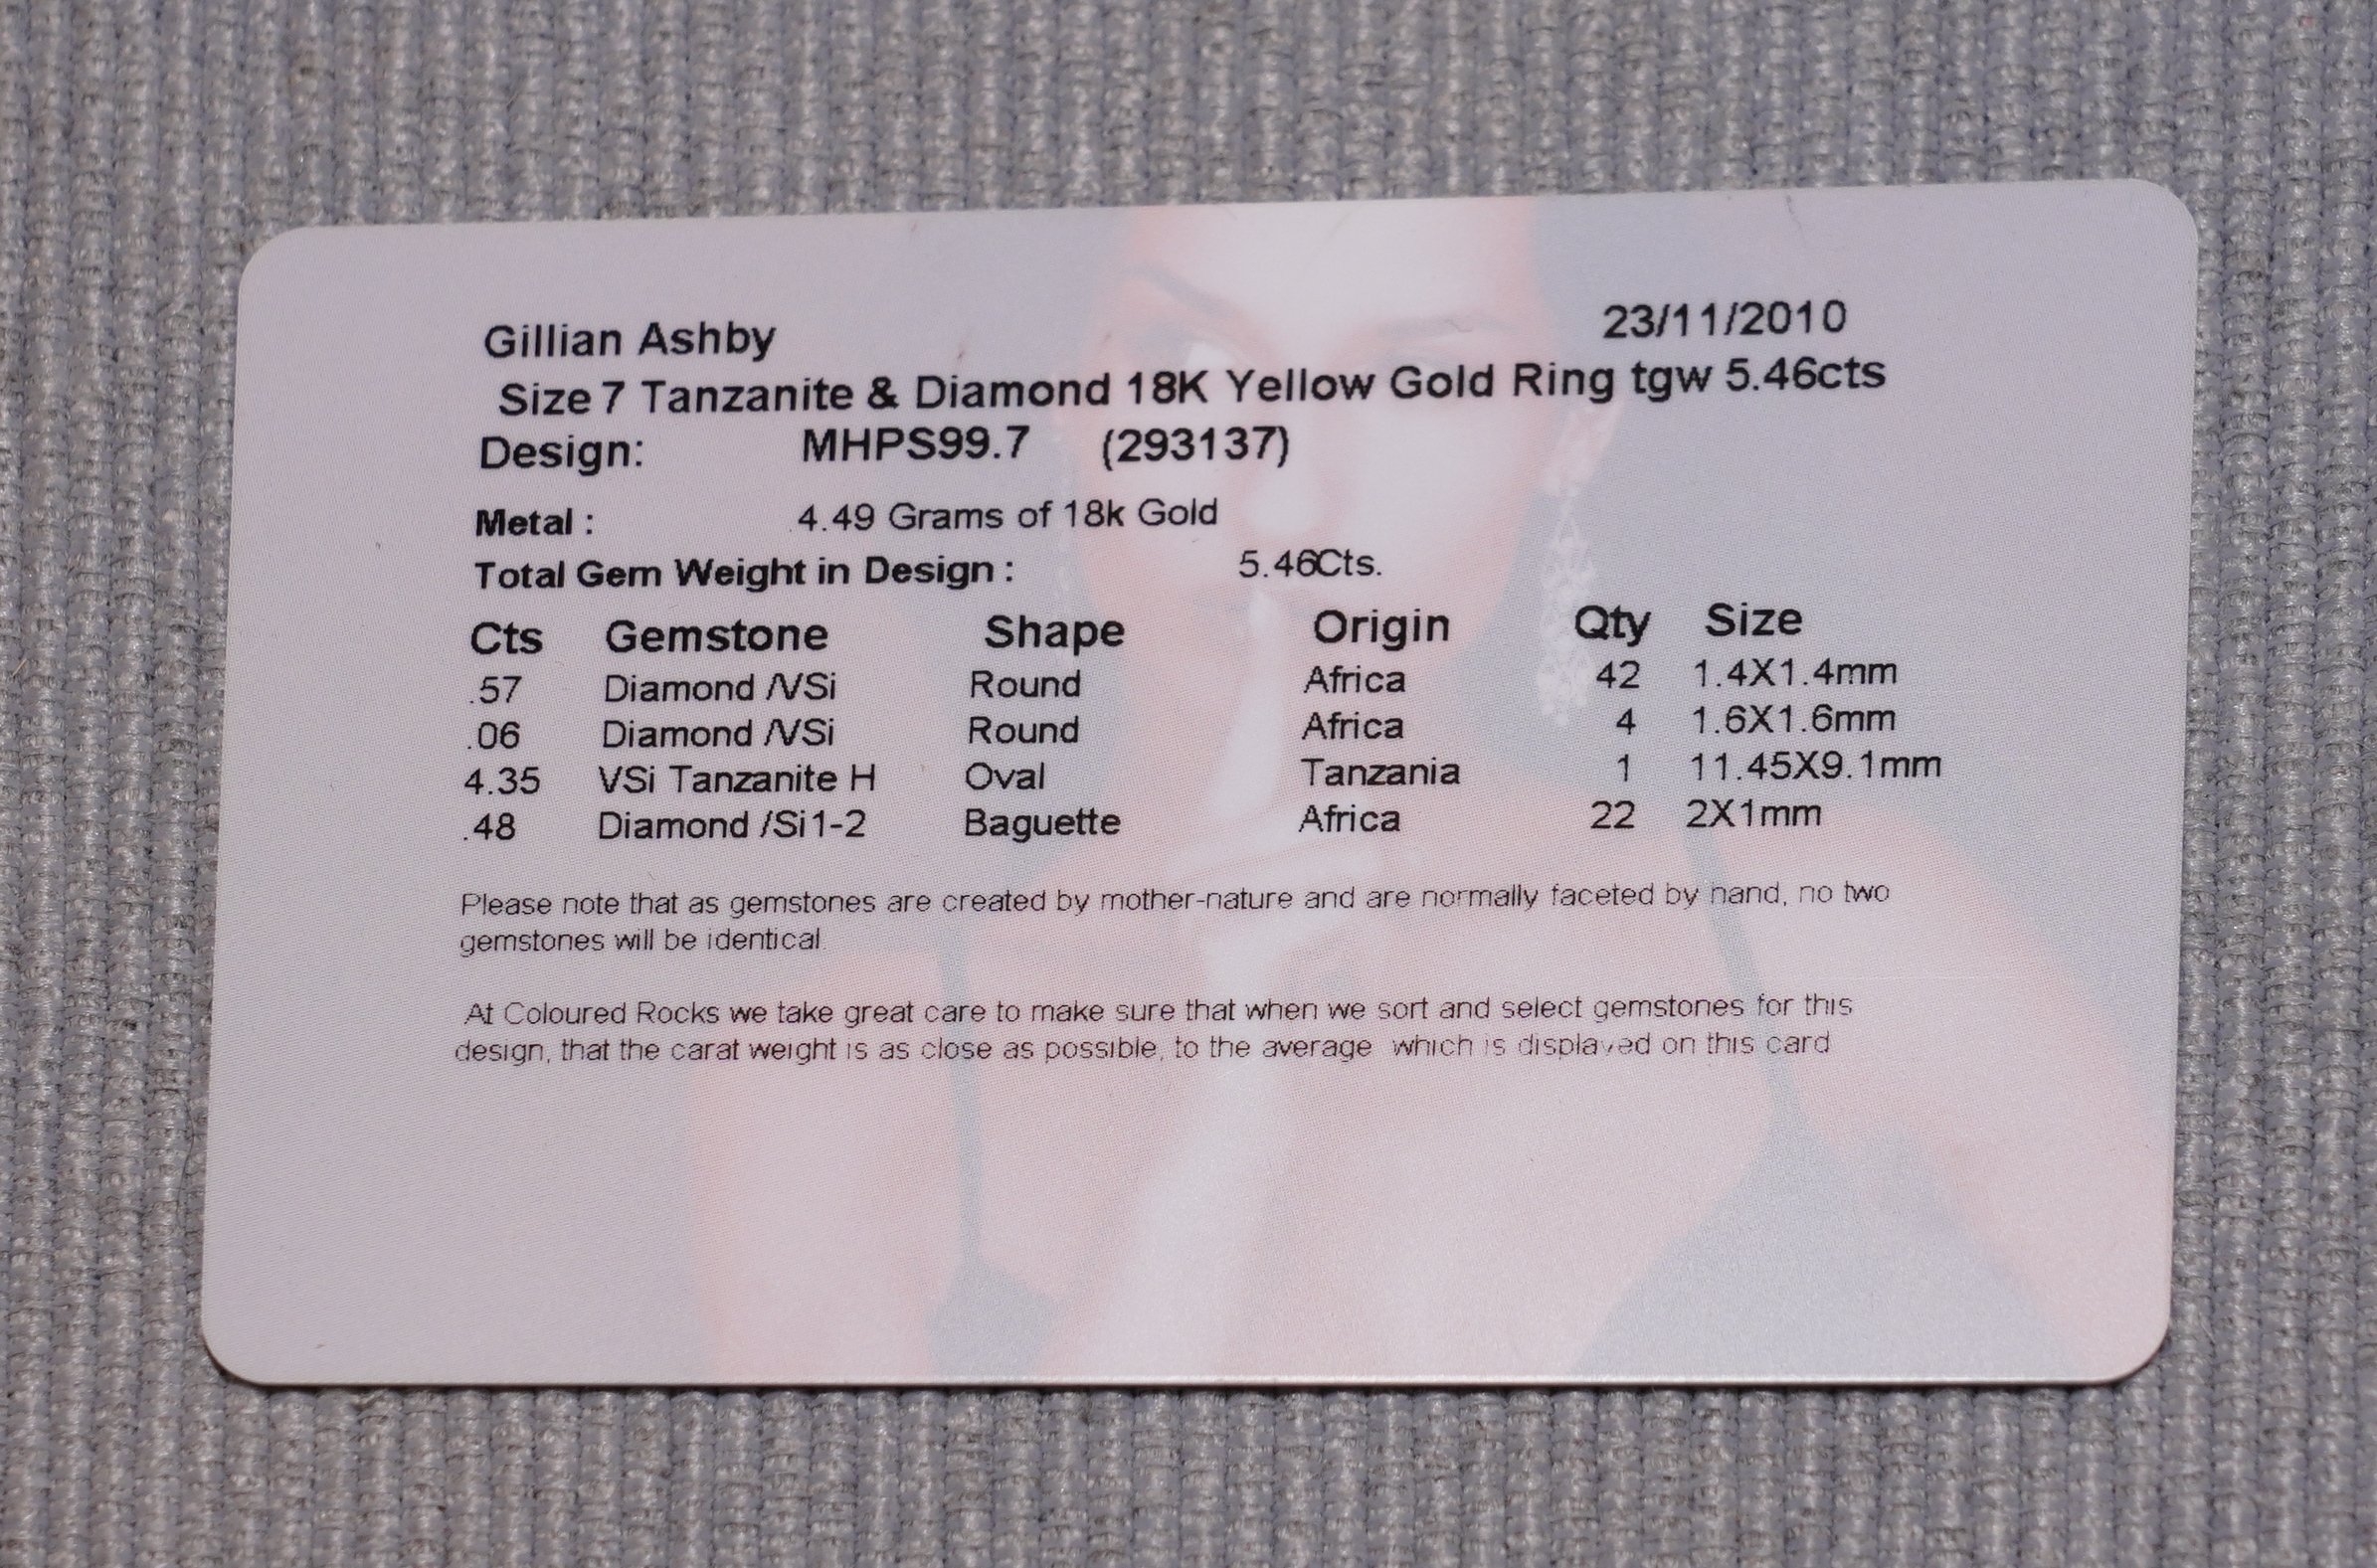 Gillian Ashby 23/11/2010
Size 7 Tanzanite & Diamond 18K Yellow Gold Ring tgw 5.46cts
Design: MHPS99.7 (293137)
Metal : 4.49 Grams of 18k Gold
Total Gem Weight in Design : 5.46Cts.
Cts Gemstone Shape Origin Qty Size
.57 Diamond /VSi Round Africa 42 1.4X1.4mm
.06 Diamond /VSi Round Africa 4 1.6X1.6mm
4.35 VSi Tanzanite H Oval Tanzania 1 11.45X9.1mm
.48 Diamond /Si1-2 Baguette Africa 22 2X1mm
Please note that as gemstones are created by mother-nature and are normally faceted by hand, no two
gemstones will be identical.
At Coloured Rocks we take great care to make sure that when we sort and select gemstones for this
design, that the carat weight is as close as possible, to the average which is displayed on this card